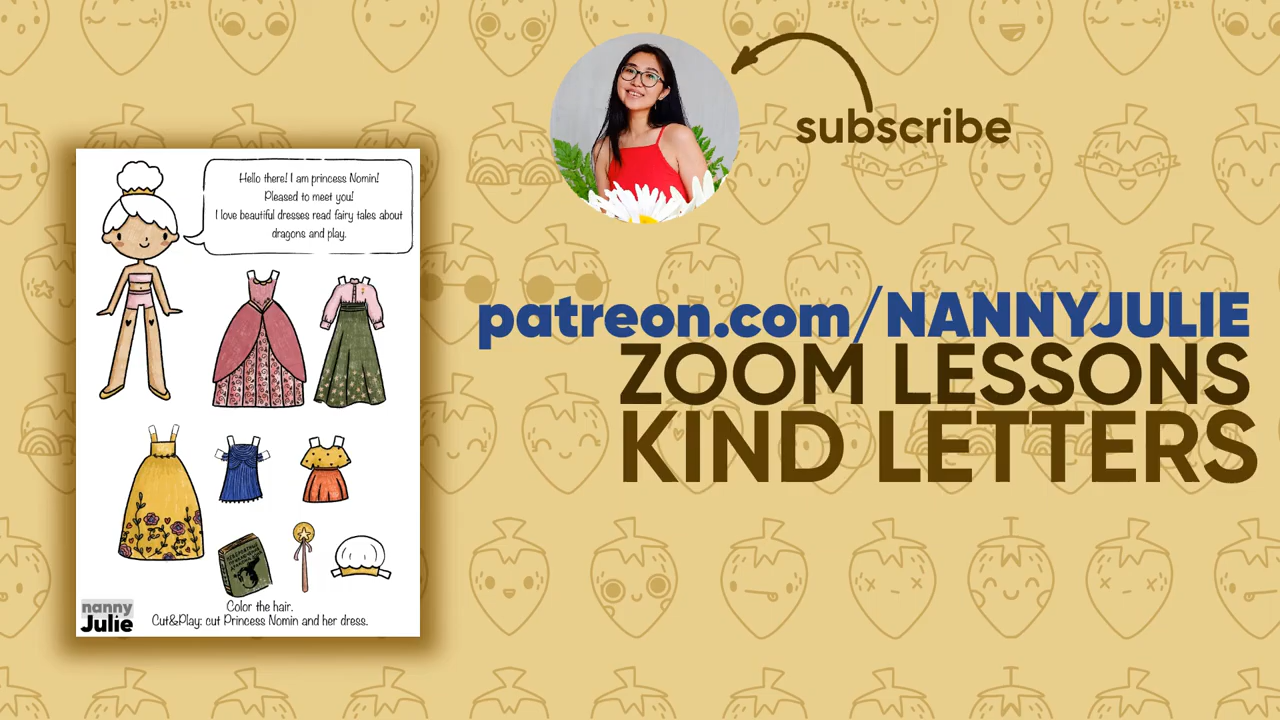 subscribe
Hello there! I am princess Nomin!
Pleased to meet you!
I love beautiful dresses read fairy tales about
dragons and play.
patreon.com/NANNYJULIE
ZOOM LESSONS
KIND LETTERS
Color the hair.
Cut&Play: cut Princess Nomin and her dress.
nanny
Julie